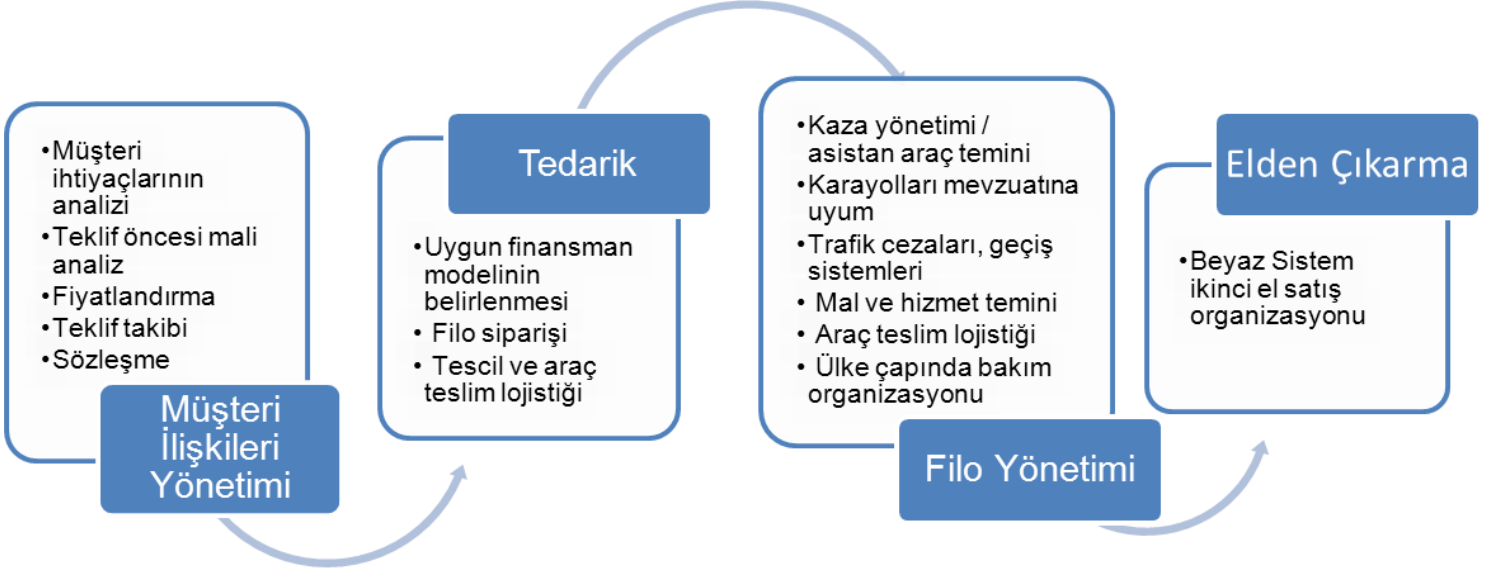 •Müşteri
ihtiyaçlarının
analizi
•Teklif öncesi mali
analiz
•Fiyatlandırma
•Teklif takibi
•Sözleşme
Müşteri
İlişkileri
Yönetimi
Tedarik
•Uygun finansman
modelinin
belirlenmesi
• Filo siparişi
• Tescil ve araç
teslim lojistiği
•Kaza yönetimi /
asistan araç temini
•Karayolları mevzuatına
uyum
•Trafik cezaları, geçiş
sistemleri
• Mal ve hizmet temini
• Araç teslim lojistiği
• Ülke çapında bakım
organizasyonu
Filo Yönetimi
Elden Çıkarma
•Beyaz Sistem
ikinci el satış
organizasyonu